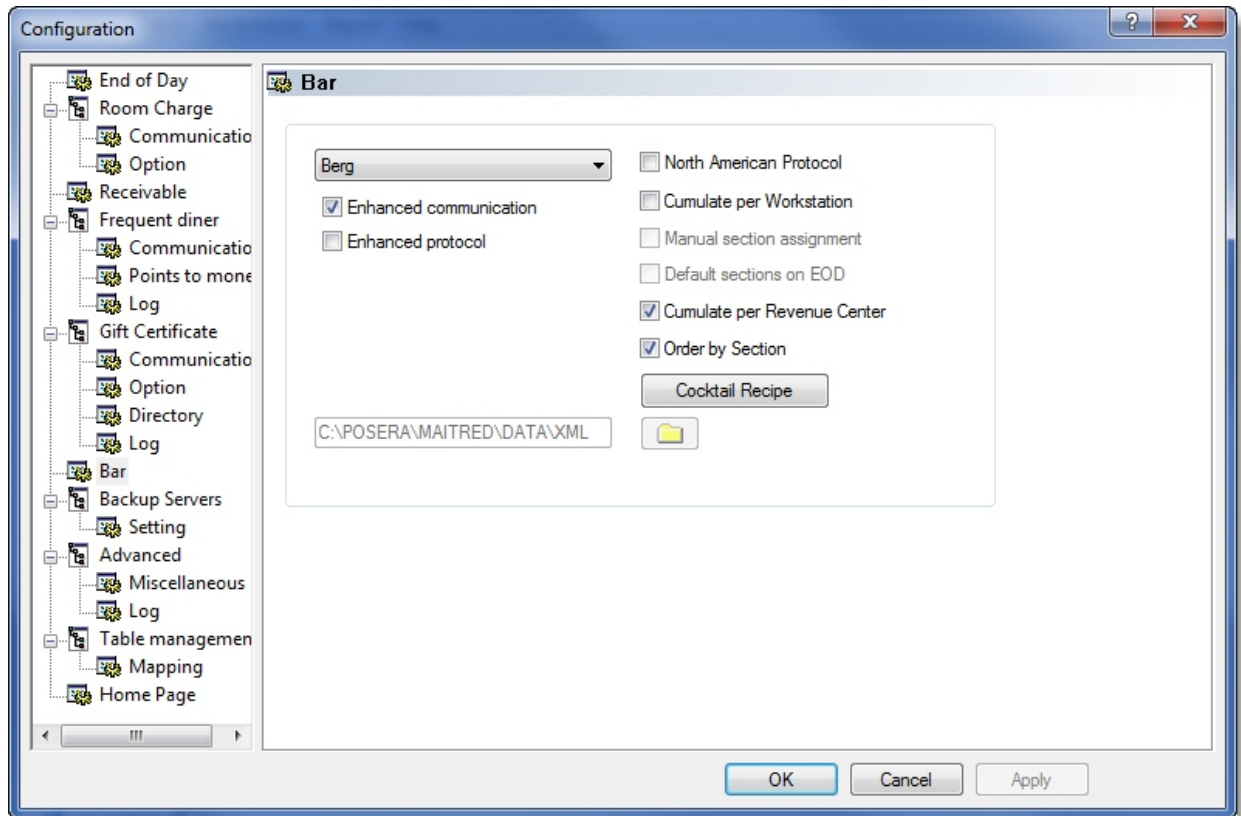 Configuration
End of Day
Room Charge
Communicatio
Option
Receivable
Frequent diner
Communicatio
Points to mone
Log
Gift Certificate
Communicatio
Option
Directory
Log
Bar
Backup Servers
Setting
Advanced
Miscellaneous
Log
Table managemen
Mapping
Home Page
Bar
Berg
Enhanced communication
Enhanced protocol
North American Protocol
Cumulate per Workstation
Manual section assignment
Default sections on EOD
Cumulate per Revenue Center
Order by Section
Cocktail Recipe
C:\POSERA\MAITRED\DATA\XML
OK Cancel Apply